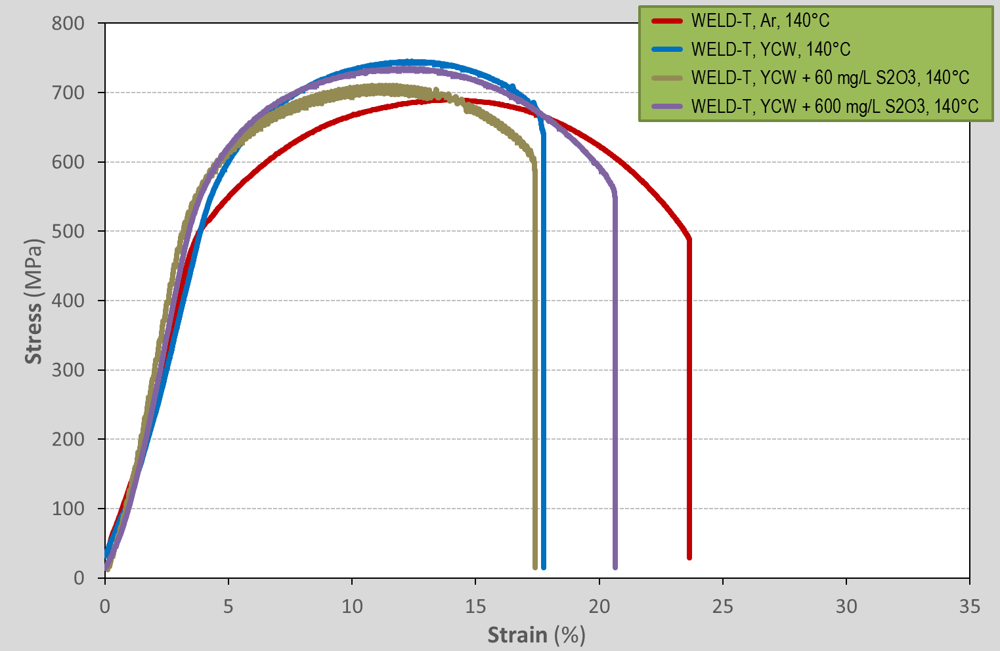 WELD-T, Ar, 140°C
WELD-T, YCW, 140°C
WELD-T, YCW + 60 mg/L S2O3, 140°C
WELD-T, YCW + 600 mg/L S2O3, 140°C
800
700
600
500
400
300
200
100
0
Stress (MPa)
0 5 10 15 20 25 30 35
Strain (%)